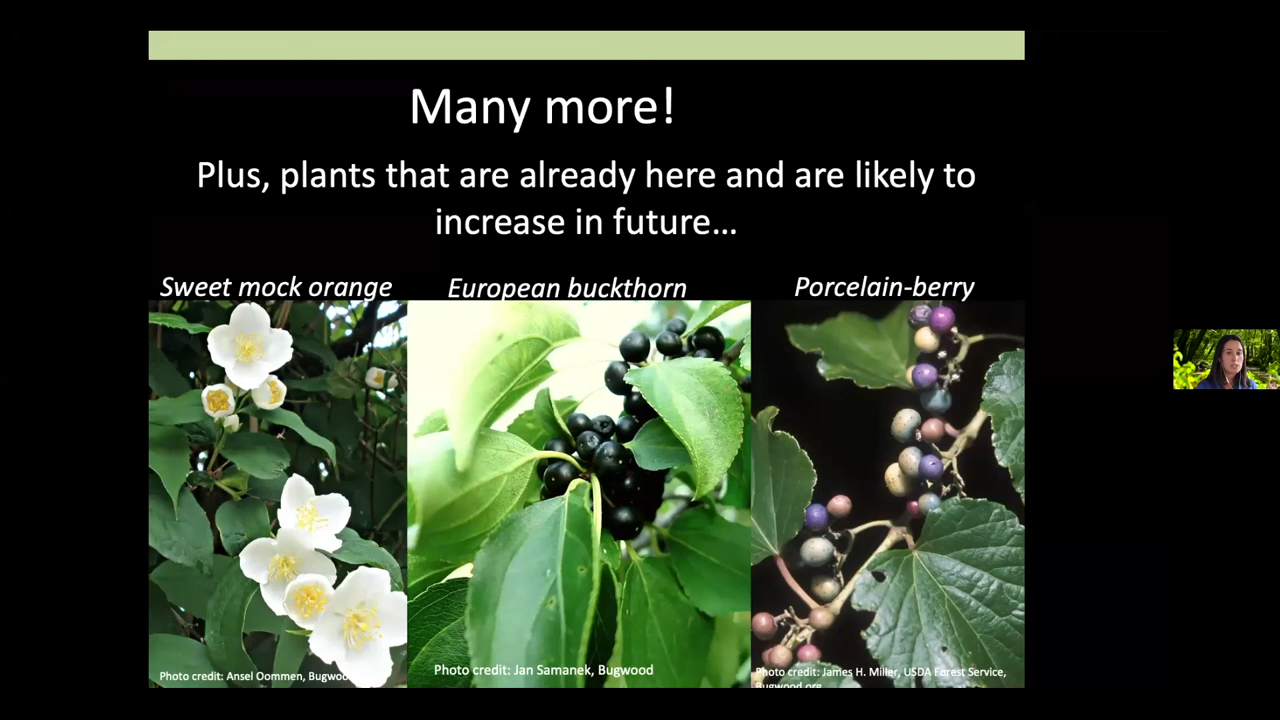 Many more!
Plus, plants that are already here and are likely to
increase in future…
Sweet mock orange
European buckthorn
Porcelain-berry
Photo credit: Ansel Oommen, Bugwood
Photo credit: Jan Samanek, Bugwood
Photo credit: James H. Miller, USDA Forest Service,
Bugwood.org